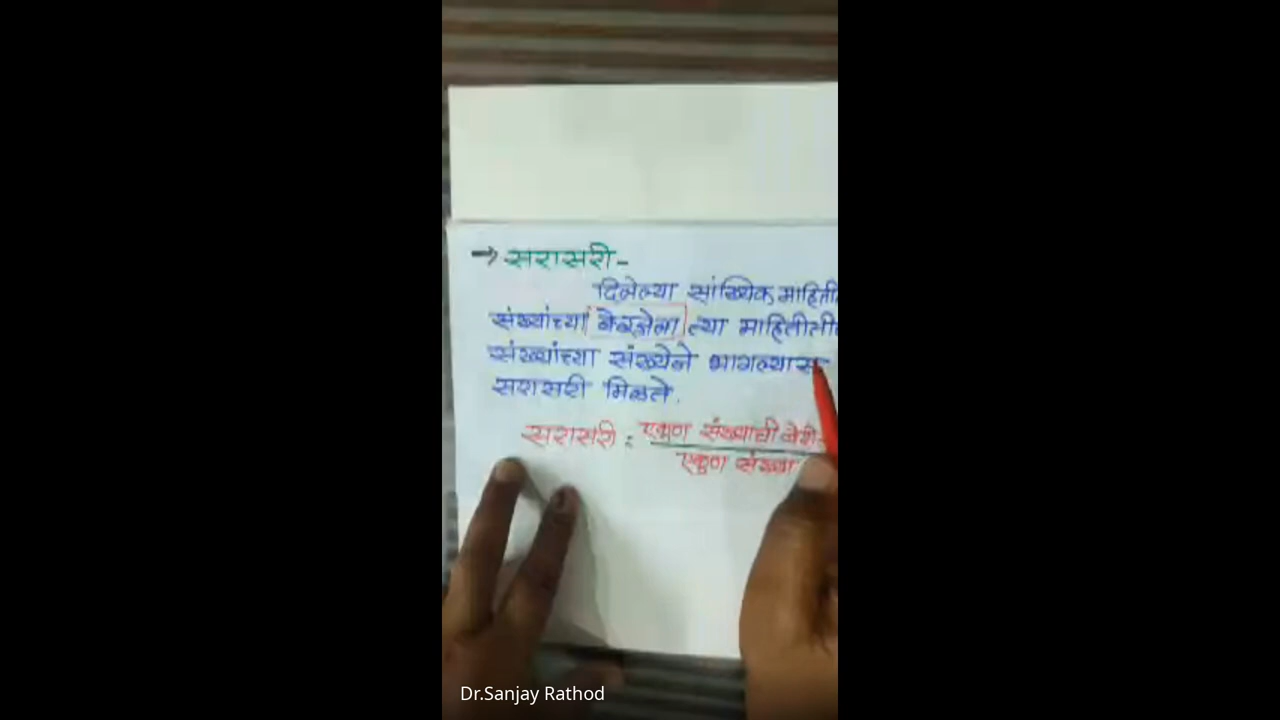 → सरासरी-
दिलेल्या सांख्यिक माहिती
संख्यांच्या बेरजेला त्या माहितीती
संख्यांच्या संख्येने भागल्यास
सरासरी मिळते.
सरासरी = एकूण संख्यांची बेरी
एकूण संख्या
Dr.Sanjay Rathod